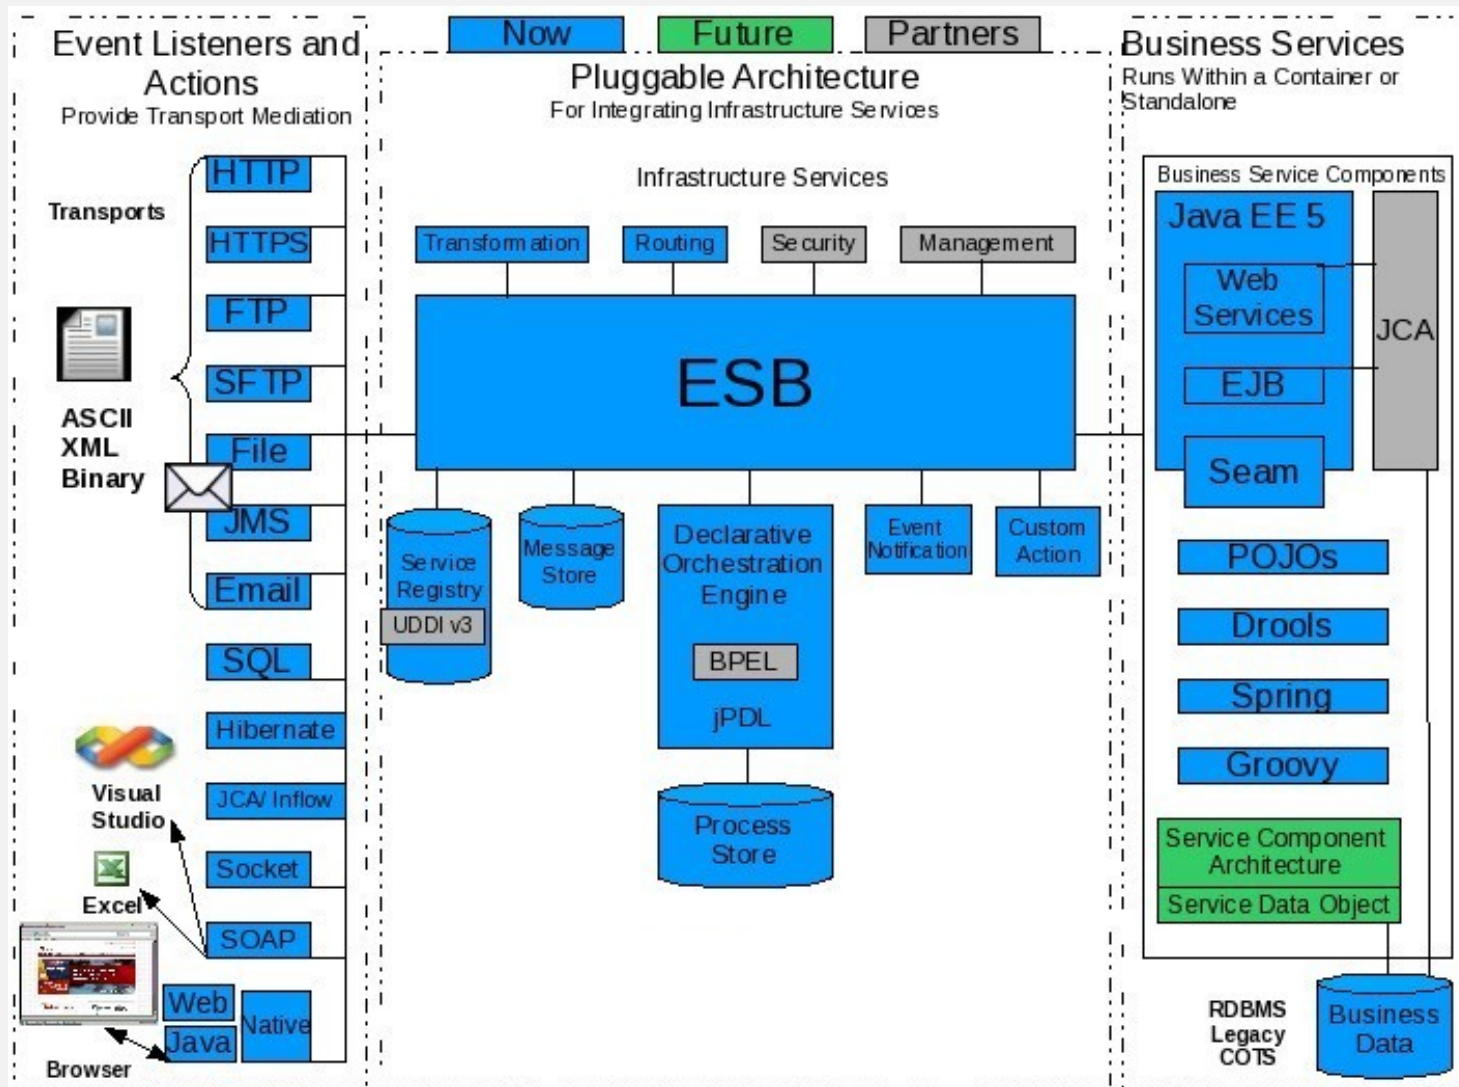 Now
Future
Partners
Event Listeners and
Actions
Provide Transport Mediation
Transports
HTTP
HTTPS
FTP
SFTP
File
JMS
Email
SQL
Hibernate
JCA/ Inflow
Socket
SOAP
Web
Java
Native
ASCII
XML
Binary
Visual
Studio
Excel
Browser
Pluggable Architecture
For Integrating Infrastructure Services
Infrastructure Services
Transformation
Routing
Security
Management
ESB
Service
Registry
UDDI v3
Message
Store
Declarative
Orchestration
Engine
BPEL
jPDL
Process
Store
Event
Notification
Custom
Action
Business Services
Runs Within a Container or
Standalone
Business Service Components
Java EE 5
Web
Services
EJB
Seam
JCA
POJOs
Drools
Spring
Groovy
Service Component
Architecture
Service Data Object
RDBMS
Legacy
COTS
Business
Data